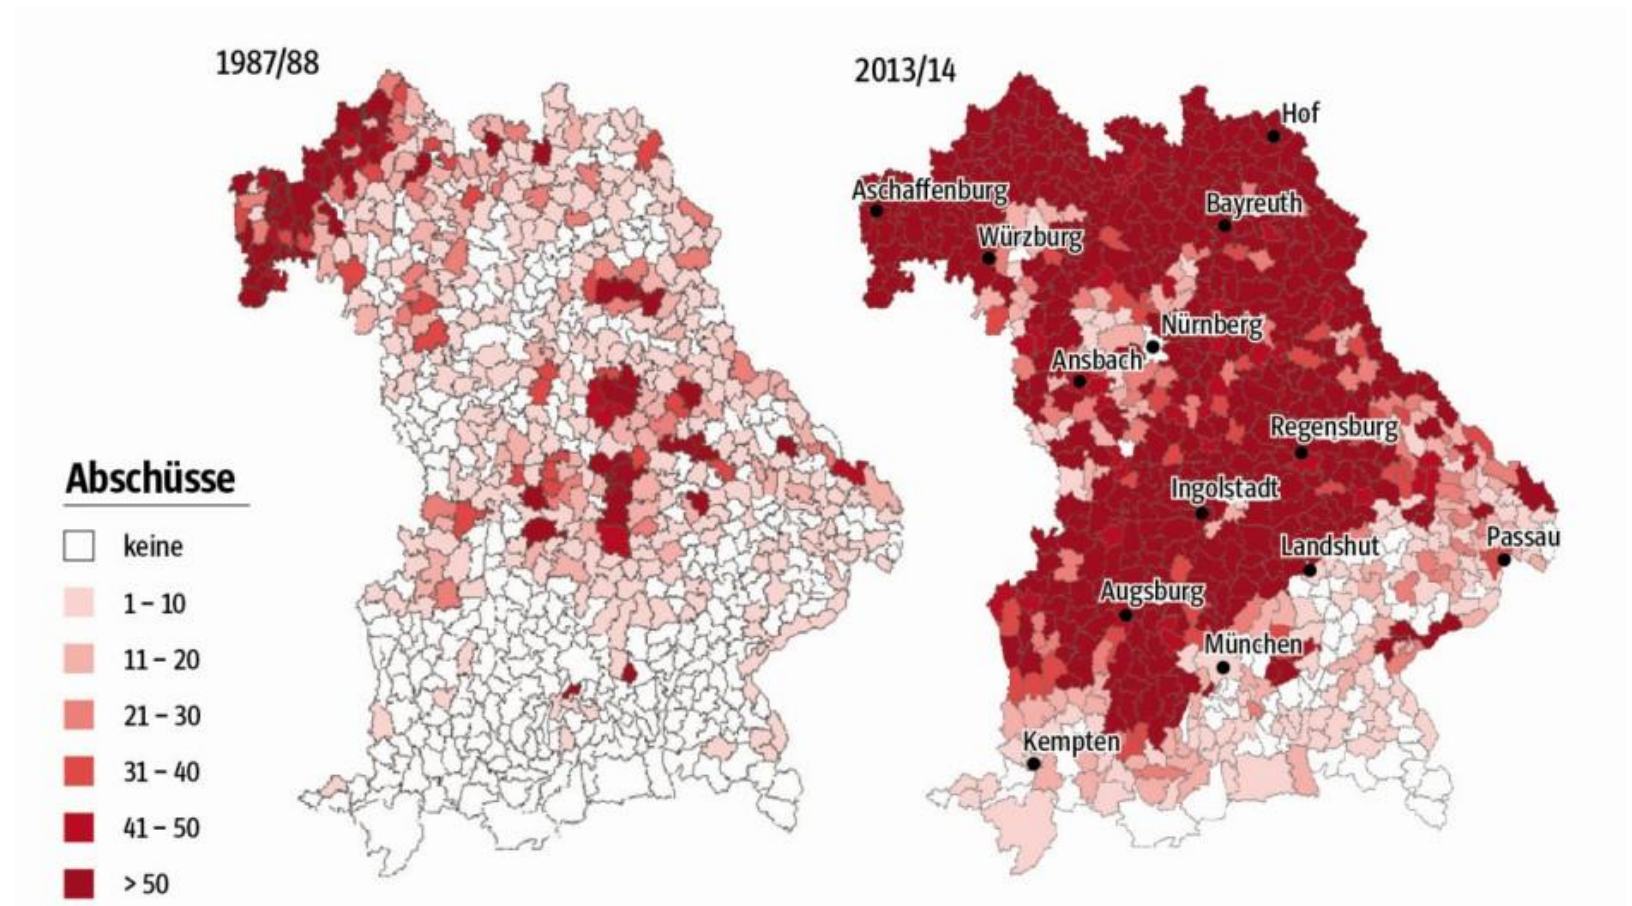 1987/88
Abschüsse
keine
1 – 10
11 – 20
21 – 30
31 – 40
41 – 50
> 50
2013/14
Hof
Aschaffenburg
Bayreuth
Würzburg
Nürnberg
Ansbach
Regensburg
Ingolstadt
Landshut
Passau
Augsburg
München
Kempten